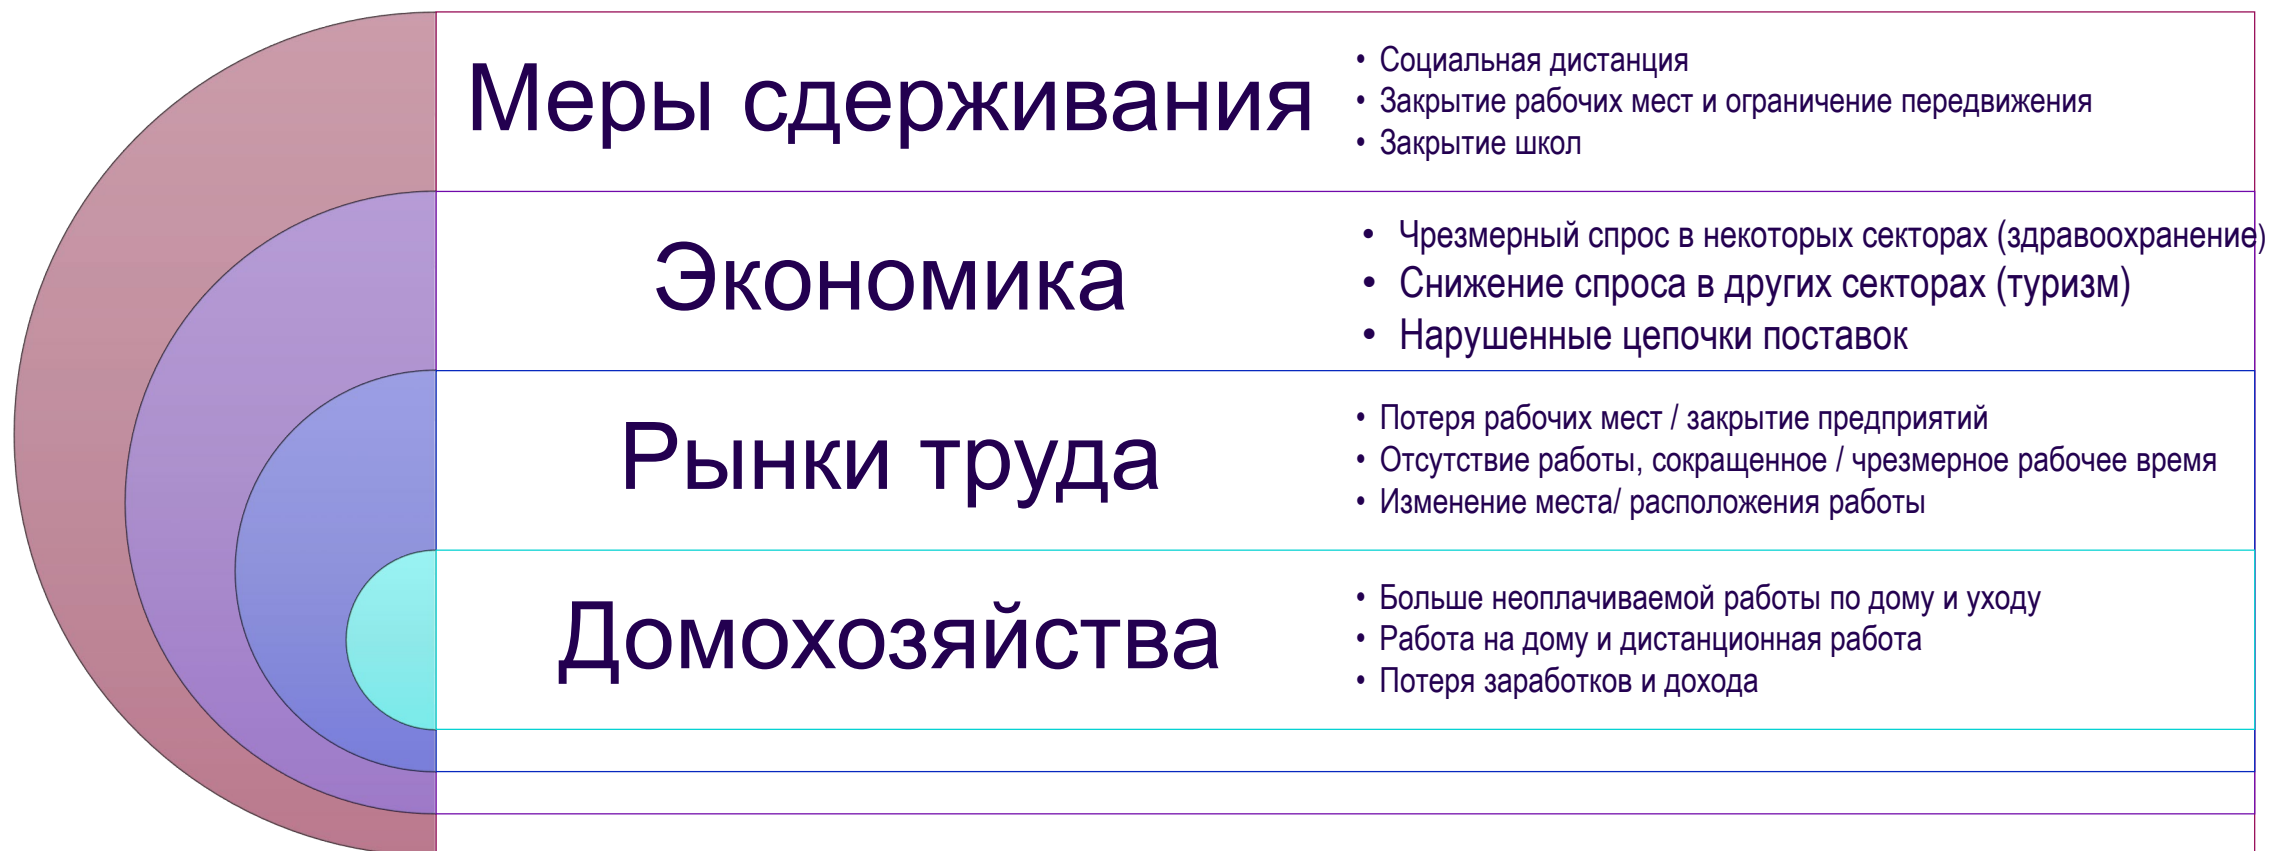 Меры сдерживания
• Социальная дистанция
• Закрытие рабочих мест и ограничение передвижения
• Закрытие школ
Экономика
• Чрезмерный спрос в некоторых секторах (здравоохранение)
• Снижение спроса в других секторах (туризм)
• Нарушенные цепочки поставок
Рынки труда
• Потеря рабочих мест / закрытие предприятий
• Отсутствие работы, сокращенное / чрезмерное рабочее время
• Изменение места/ расположения работы
Домохозяйства
• Больше неоплачиваемой работы по дому и уходу
• Работа на дому и дистанционная работа
• Потеря заработков и дохода